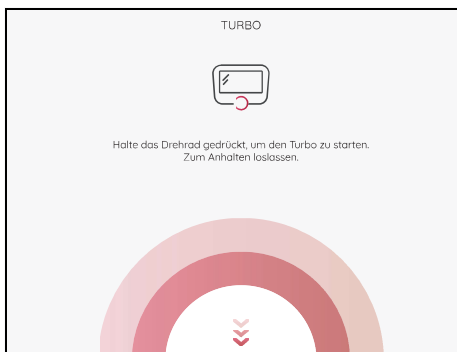 TURBO
Halte das Drehrad gedrückt, um den Turbo zu starten.
Zum Anhalten loslassen.